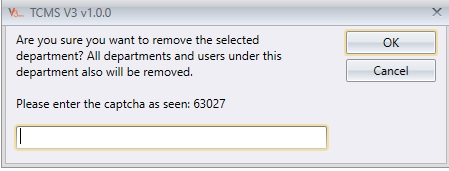 TCMS V3 v1.0.0
Are you sure you want to remove the selected
department? All departments and users under this
department also will be removed.
OK
Cancel
Please enter the captcha as seen: 63027